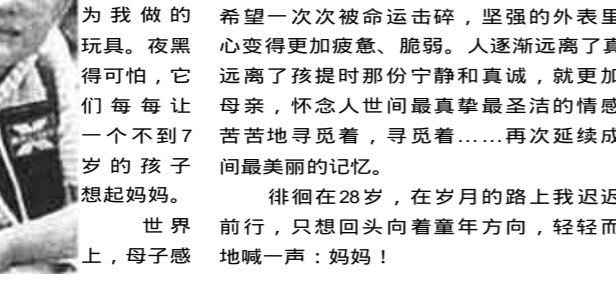 为我做的
玩具。夜黑
得可怕，它
们每每让
一个不到7
岁的孩子
想起妈妈。
世界
上，母子感
希望一次次被命运击碎，坚强的外表里
心变得更加疲惫、脆弱。人逐渐远离了真
远离了孩提时那份宁静和真诚，就更加
母亲，怀念人世间最真挚最圣洁的情感
苦苦地寻觅着，寻觅着……再次延续成
间最美丽的记忆。
徘徊在28岁，在岁月的路上我迟迟
前行，只想回头向着童年方向，轻轻而
地喊一声：妈妈！